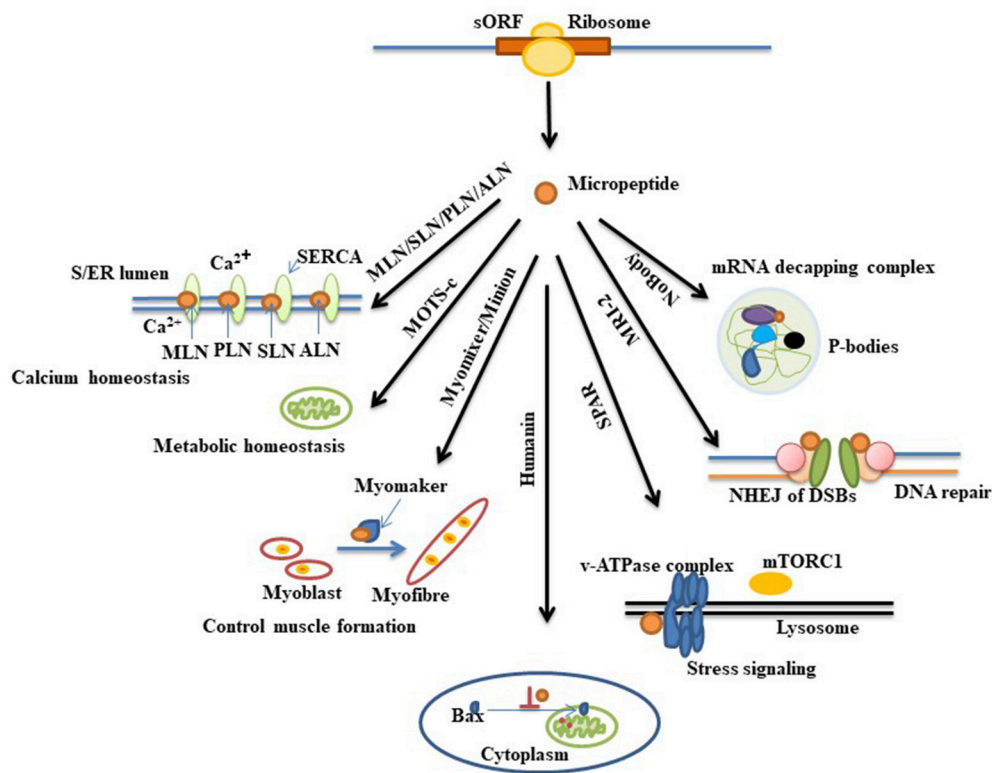 sORF Ribosome
Micropeptide
MLN/SLN/PLN/ALN
MOTS-c
Myomixer/Minion
Humanin
SPAR
MRI-2
NoBody
S/ER lumen
Ca2+
SERCA
Ca2+
MLN PLN SLN ALN
Calcium homeostasis
Metabolic homeostasis
Myomaker
Myoblast
Myofibre
Control muscle formation
Bax
Cytoplasm
v-ATPase complex
mTORC1
Lysosome
Stress signaling
NHEJ of DSBs
DNA repair
mRNA decapping complex
P-bodies